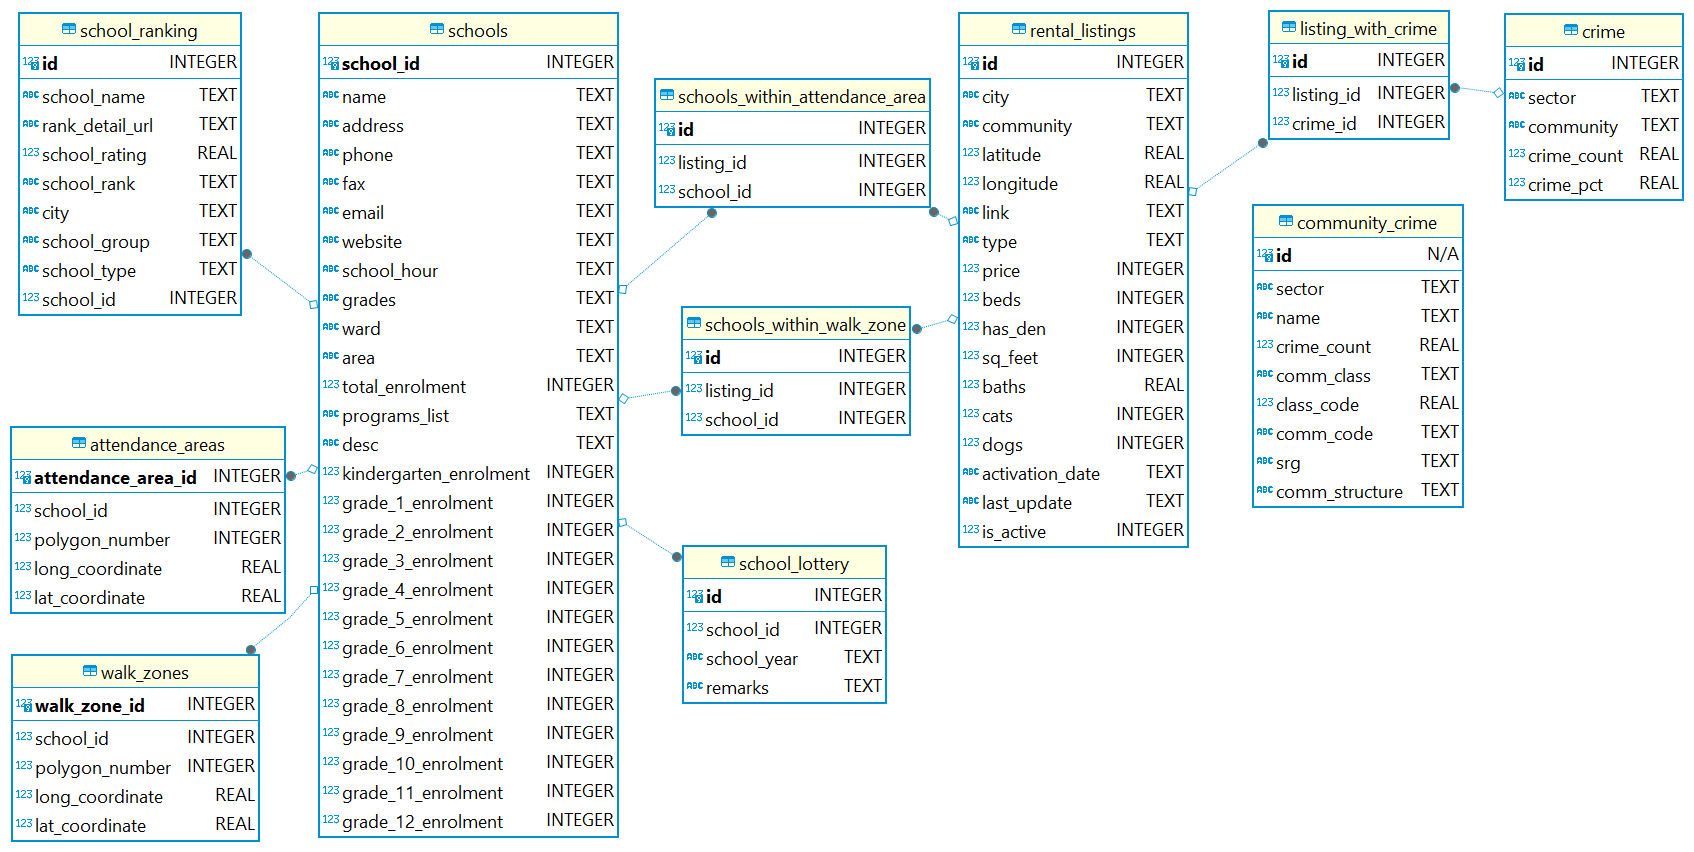 school_ranking
id INTEGER
school_name TEXT
rank_detail_url TEXT
school_rating REAL
school_rank TEXT
city TEXT
school_group TEXT
school_type TEXT
school_id INTEGER
schools
school_id INTEGER
name TEXT
address TEXT
phone TEXT
fax TEXT
email TEXT
website TEXT
school_hour TEXT
grades TEXT
ward TEXT
area TEXT
total_enrolment INTEGER
programs_list TEXT
desc TEXT
kindergarten_enrolment INTEGER
grade_1_enrolment INTEGER
grade_2_enrolment INTEGER
grade_3_enrolment INTEGER
grade_4_enrolment INTEGER
grade_5_enrolment INTEGER
grade_6_enrolment INTEGER
grade_7_enrolment INTEGER
grade_8_enrolment INTEGER
grade_9_enrolment INTEGER
grade_10_enrolment INTEGER
grade_11_enrolment INTEGER
grade_12_enrolment INTEGER
attendance_areas
attendance_area_id INTEGER
school_id INTEGER
polygon_number INTEGER
long_coordinate REAL
lat_coordinate REAL
walk_zones
walk_zone_id INTEGER
school_id INTEGER
polygon_number INTEGER
long_coordinate REAL
lat_coordinate REAL
schools_within_attendance_area
id INTEGER
listing_id INTEGER
school_id INTEGER
schools_within_walk_zone
id INTEGER
listing_id INTEGER
school_id INTEGER
school_lottery
id INTEGER
school_id INTEGER
school_year TEXT
remarks TEXT
rental_listings
id INTEGER
city TEXT
community TEXT
latitude REAL
longitude REAL
link TEXT
type TEXT
price INTEGER
beds INTEGER
has_den INTEGER
sq_feet INTEGER
baths REAL
cats INTEGER
dogs INTEGER
activation_date TEXT
last_update TEXT
is_active INTEGER
listing_with_crime
id INTEGER
listing_id INTEGER
crime_id INTEGER
crime
id INTEGER
sector TEXT
community TEXT
crime_count REAL
crime_pct REAL
community_crime
id N/A
sector TEXT
name TEXT
crime_count REAL
comm_class TEXT
class_code REAL
comm_code TEXT
srg TEXT
comm_structure TEXT